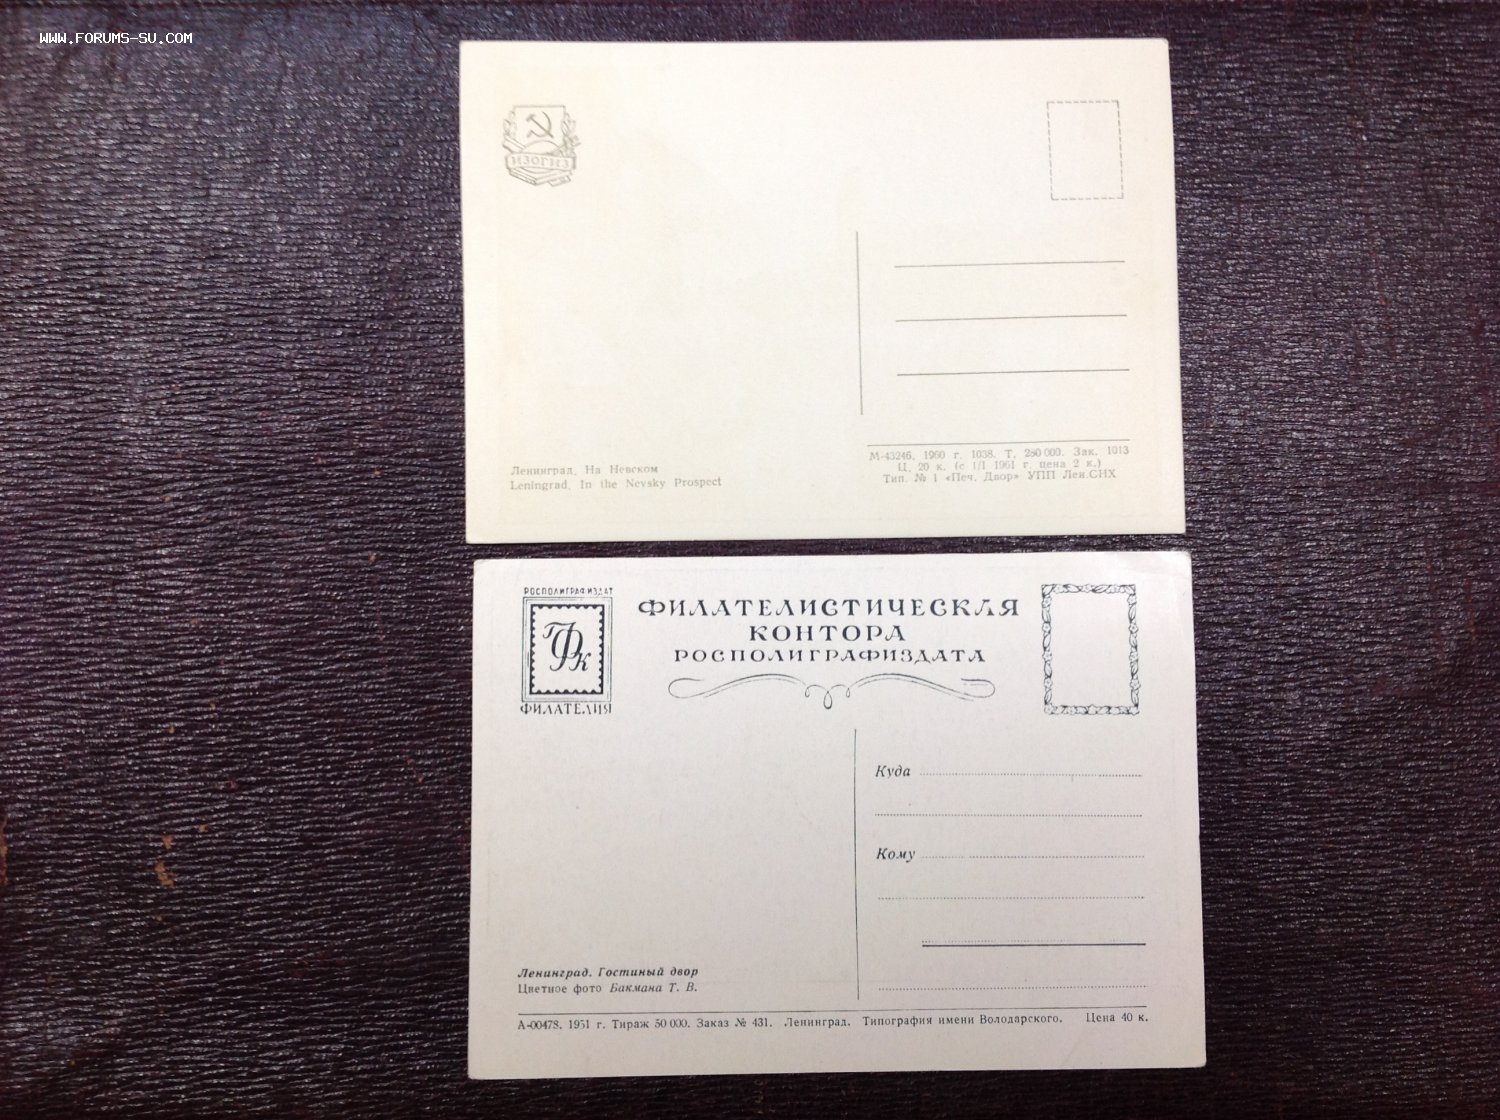 WWW.FORUMS-SU.COM
ИЗОГИЗ
Ленинград. На Невском
Leningrad. In the Nevsky Prospect
М-43246. 1960 г. 1038. Т. 250 000. Зак. 1013
Ц. 20 к. (с 1/I 1961 г. цена 2 к.)
Тип. № 1 «Печ. Двор» УПП Лен.СНХ
РОСПОЛИГРАФИЗДАТ
ФК
ФИЛАТЕЛИЯ
ФИЛАТЕЛИСТИЧЕСКАЯ
КОНТОРА
РОСПОЛИГРАФИЗДАТА
Куда
Кому
Ленинград. Гостиный двор
Цветное фото Бакмана Т. В.
А-00478. 1951 г. Тираж 50 000. Заказ № 431. Ленинград. Типография имени Володарского. Цена 40 к.